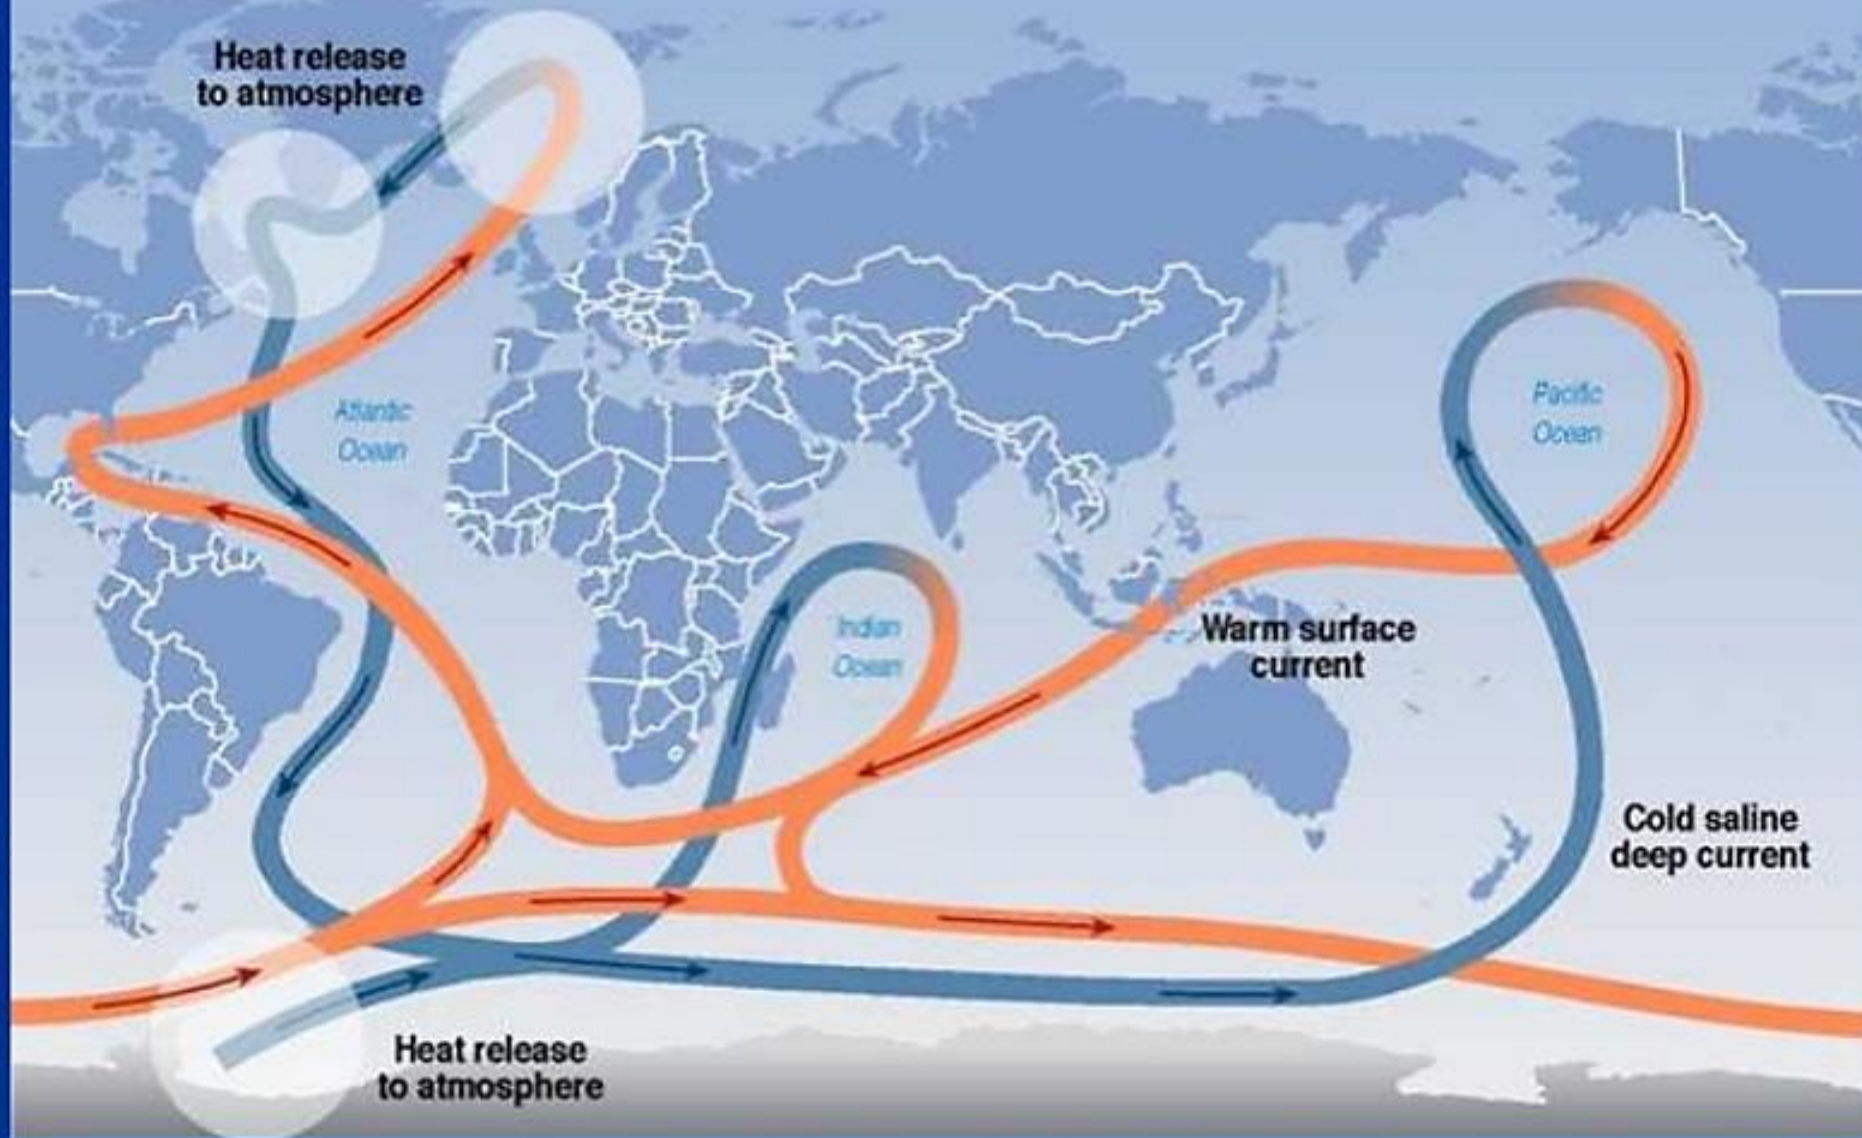 Heat release
to atmosphere
Atlantic
Ocean
Pacific
Ocean
Indian
Ocean
Warm surface
current
Cold saline
deep current
Heat release
to atmosphere